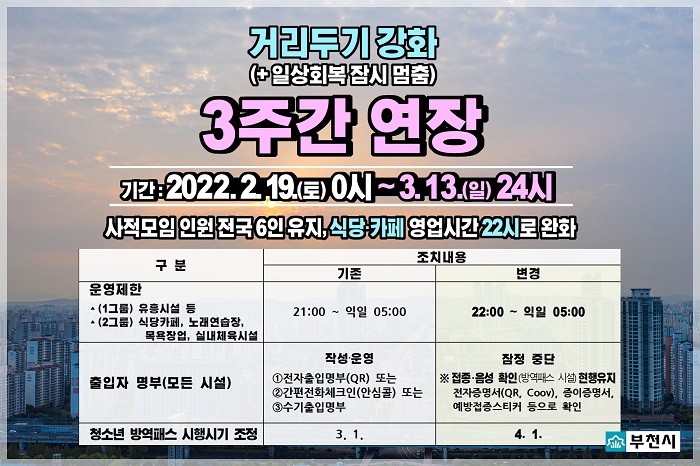 거리두기 강화
(+ 일상회복 잠시 멈춤)
3주간 연장
기간 : 2022. 2. 19.(토) 0시 ~ 3. 13.(일) 24시
사적모임 인원 전국 6인 유지, 식당·카페 영업시간 22시로 완화
구 분
조치내용
기존
변경
운영제한
▵(1그룹) 유흥시설 등
▵(2그룹) 식당카페, 노래연습장,
목욕장업, 실내체육시설
21:00 ~ 익일 05:00
22:00 ~ 익일 05:00
출입자 명부(모든 시설)
작성·운영
①전자출입명부(QR) 또는
②간편전화체크인(안심콜) 또는
③수기출입명부
잠정 중단
※ 접종·음성 확인(방역패스 시설) 현행유지
전자증명서(QR, Coov), 종이증명서,
예방접종스티커 등으로 확인
청소년 방역패스 시행시기 조정
3. 1.
4. 1.
부천시